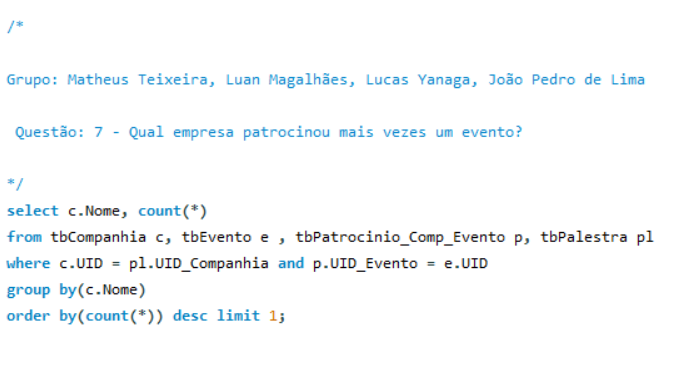 /*
Grupo: Matheus Teixeira, Luan Magalhães, Lucas Yanaga, João Pedro de Lima
Questão: 7 - Qual empresa patrocinou mais vezes um evento?
*/
select c.Nome, count(*)
from tbCompanhia c, tbEvento e , tbPatrocinio_Comp_Evento p, tbPalestra pl
where c.UID = pl.UID_Companhia and p.UID_Evento = e.UID
group by(c.Nome)
order by(count(*)) desc limit 1;